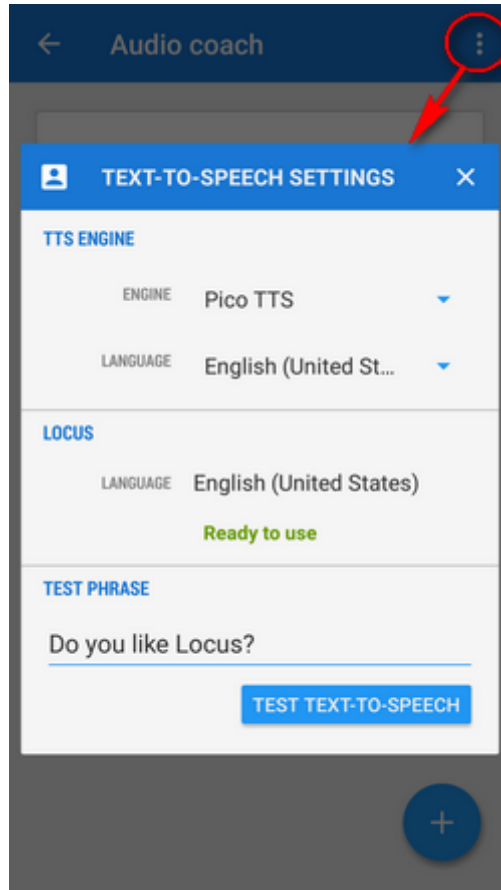 Audio coach
TEXT-TO-SPEECH SETTINGS
TTS ENGINE
ENGINE Pico TTS
LANGUAGE English (United St...
LOCUS
LANGUAGE English (United States)
Ready to use
TEST PHRASE
Do you like Locus?
TEST TEXT-TO-SPEECH